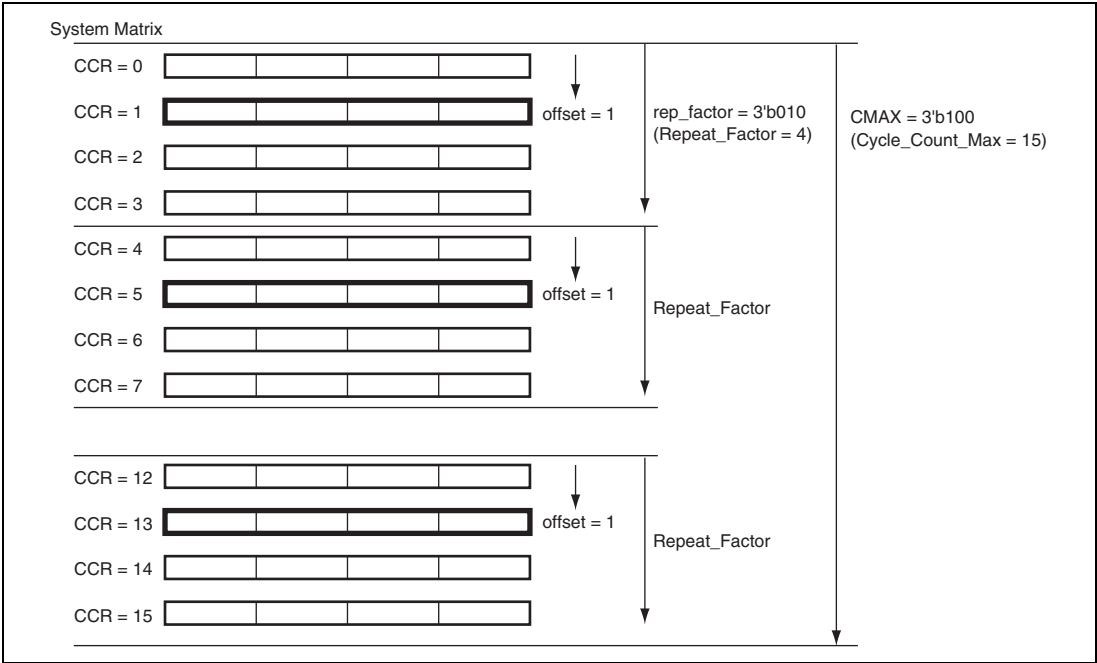 System Matrix
CCR = 0
CCR = 1
offset = 1
rep_factor = 3'b010
(Repeat_Factor = 4)
CMAX = 3'b100
(Cycle_Count_Max = 15)
CCR = 2
CCR = 3
CCR = 4
CCR = 5
offset = 1
Repeat_Factor
CCR = 6
CCR = 7
CCR = 12
CCR = 13
offset = 1
Repeat_Factor
CCR = 14
CCR = 15